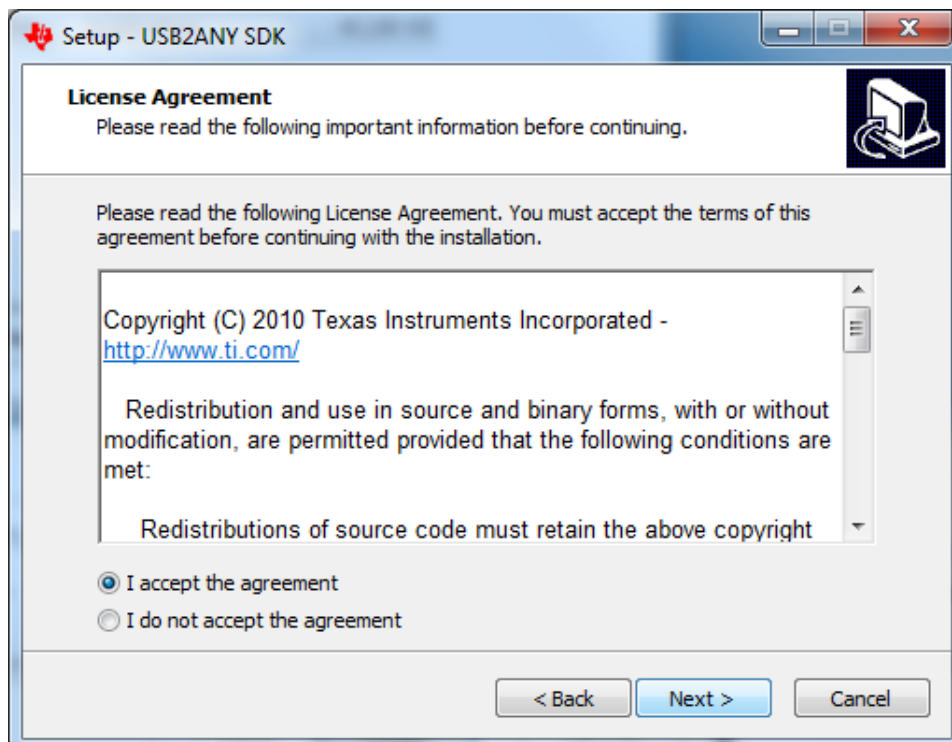 Setup - USB2ANY SDK
License Agreement
Please read the following important information before continuing.
Please read the following License Agreement. You must accept the terms of this
agreement before continuing with the installation.
Copyright (C) 2010 Texas Instruments Incorporated -
http://www.ti.com/
Redistribution and use in source and binary forms, with or without
modification, are permitted provided that the following conditions are
met:
Redistributions of source code must retain the above copyright
I accept the agreement
I do not accept the agreement
< Back
Next >
Cancel